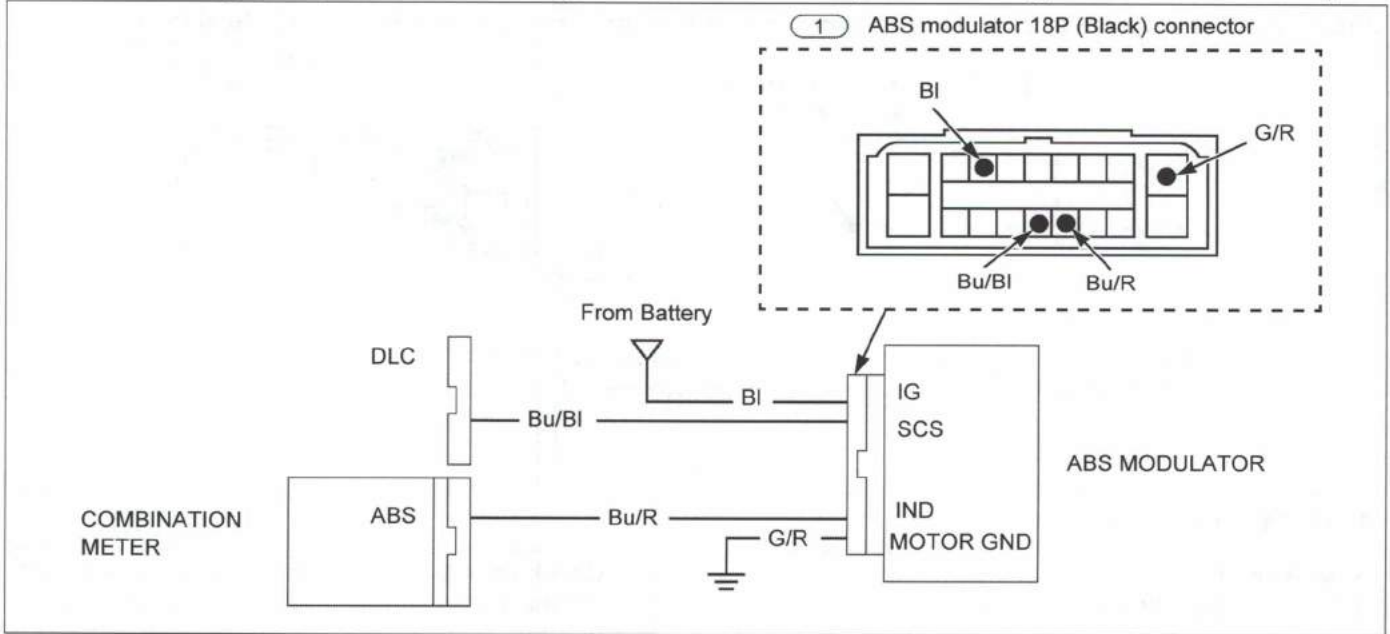 1 ABS modulator 18P (Black) connector
Bl
G/R
Bu/Bl
Bu/R
From Battery
DLC
Bl
IG
Bu/Bl
SCS
ABS MODULATOR
COMBINATION
METER
ABS
Bu/R
IND
G/R
MOTOR GND